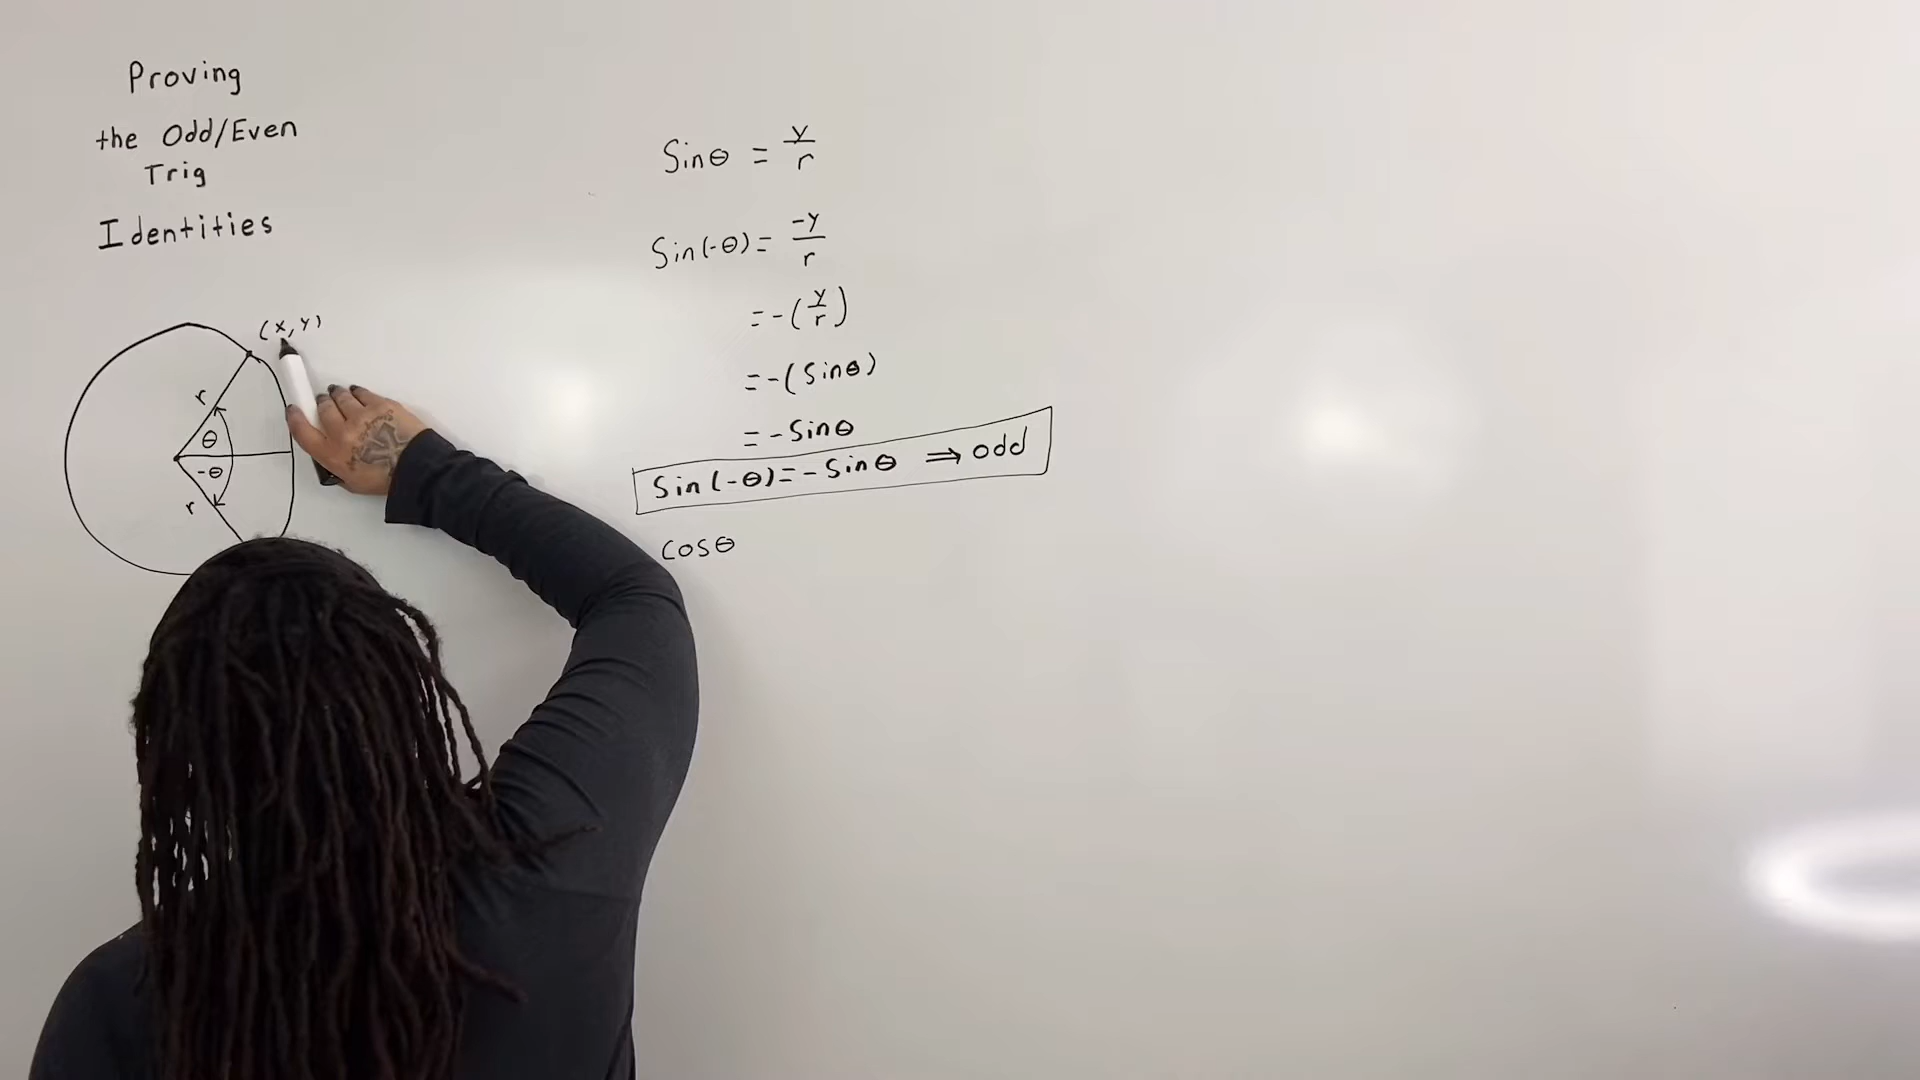 Proving
the Odd/Even
Trig
Identities
(x,y)
r
θ
-θ
r
Sinθ = y/r
Sin(-θ)= -y/r
=-(y/r)
=-(Sinθ)
=-Sinθ
Sin(-θ)=-Sinθ ⇒ odd
Cosθ